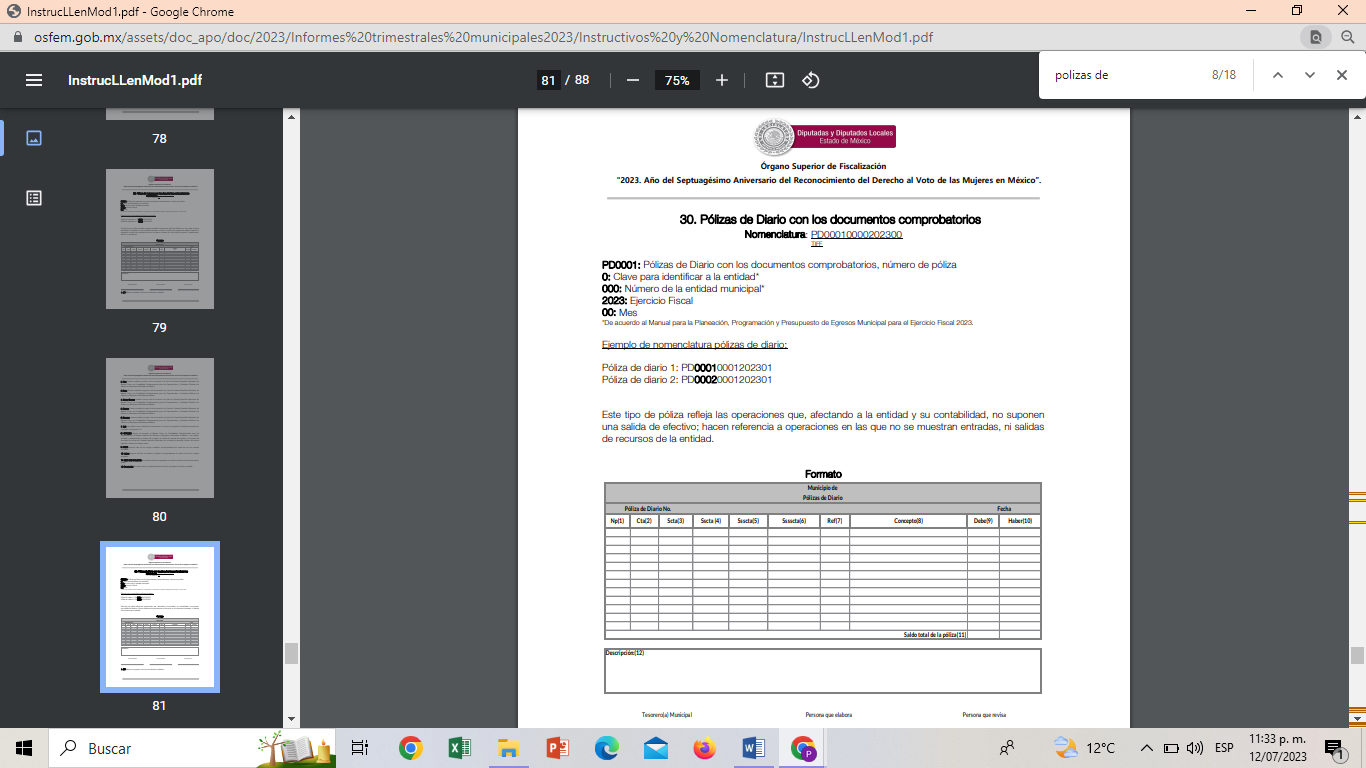 InstrucLLenMod1.pdf - Google Chrome
osfem.gob.mx/assets/doc_apo/doc/2023/Informes%20trimestrales%20municipales2023/Instructivos%20y%20Nomenclatura/InstrucLLenMod1.pdf
InstrucLLenMod1.pdf
81 / 88
75%
polizas de
8/18
78
79
80
81
Diputadas y Diputados Locales
Estado de México
Órgano Superior de Fiscalización
"2023. Año del Septuagésimo Aniversario del Reconocimiento del Derecho al Voto de las Mujeres en México".
30. Pólizas de Diario con los documentos comprobatorios
Nomenclatura: PD00010000202300
TIFF
PD0001: Pólizas de Diario con los documentos comprobatorios, número de póliza
0: Clave para identificar a la entidad*
000: Número de la entidad municipal*
2023: Ejercicio Fiscal
00: Mes
*De acuerdo al Manual para la Planeación, Programación y Presupuesto de Egresos Municipal para el Ejercicio Fiscal 2023.
Ejemplo de nomenclatura pólizas de diario:
Póliza de diario 1: PD00010001202301
Póliza de diario 2: PD00020001202301
Este tipo de póliza refleja las operaciones que, afectando a la entidad y su contabilidad, no suponen
una salida de efectivo; hacen referencia a operaciones en las que no se muestran entradas, ni salidas
de recursos de la entidad.
Formato
Municipio de
Pólizas de Diario
Póliza de Diario No. Fecha
Np(1) Cta(2) Scta(3) Sscta (4) Ssscta(5) Sssscta(6) Ref(7) Concepto(8) Debe(9) Haber(10)
Saldo total de la póliza(11)
Descripción(12)
Tesorero(a) Municipal Persona que elabora Persona que revisa
Buscar
12°C
ESP
11:33 p. m.
12/07/2023
1